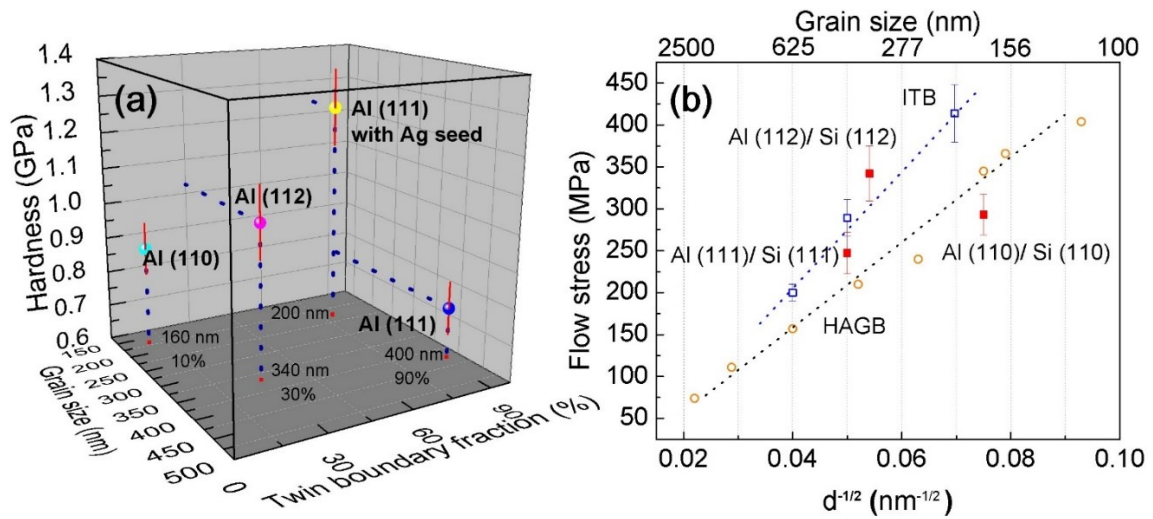 (a)
Hardness (GPa)
1.4
1.3
1.2
1.1
1.0
0.9
0.8
0.7
0.6
Al (111)
with Ag seed
Al (112)
Al (110)
Al (111)
160 nm
10%
340 nm
30%
200 nm
400 nm
90%
150
200
250
300
350
400
450
500
Grain size (nm)
0
30
60
90
Twin boundary fraction (%)
Grain size (nm)
2500 625 277 156 100
(b)
Flow stress (MPa)
450
400
350
300
250
200
150
100
50
ITB
Al (112)/ Si (112)
Al (111)/ Si (111)
Al (110)/ Si (110)
HAGB
0.02 0.04 0.06 0.08 0.10
d-1/2 (nm-1/2)